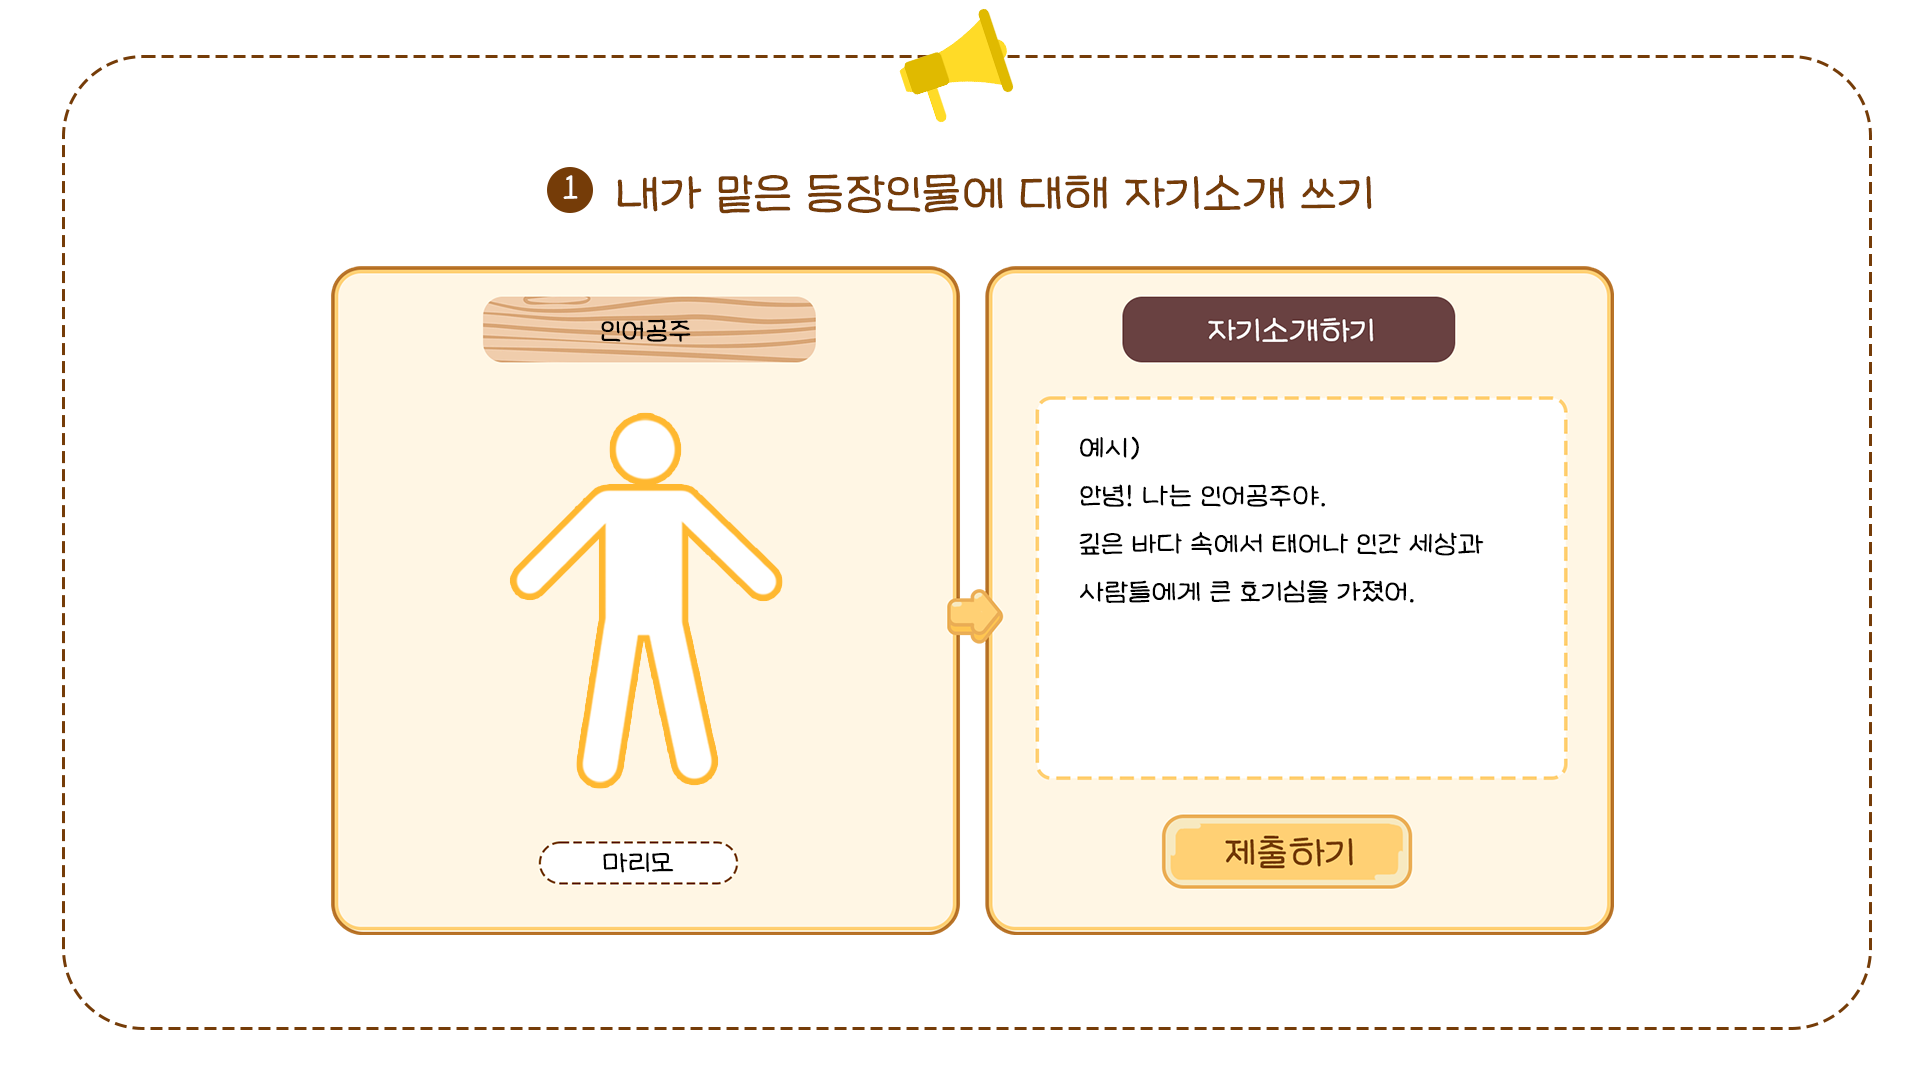 1 내가 맡은 등장인물에 대해 자기소개 쓰기
인어공주
마리모
자기소개하기
예시)
안녕! 나는 인어공주야.
깊은 바다 속에서 태어나 인간 세상과
사람들에게 큰 호기심을 가졌어.
제출하기